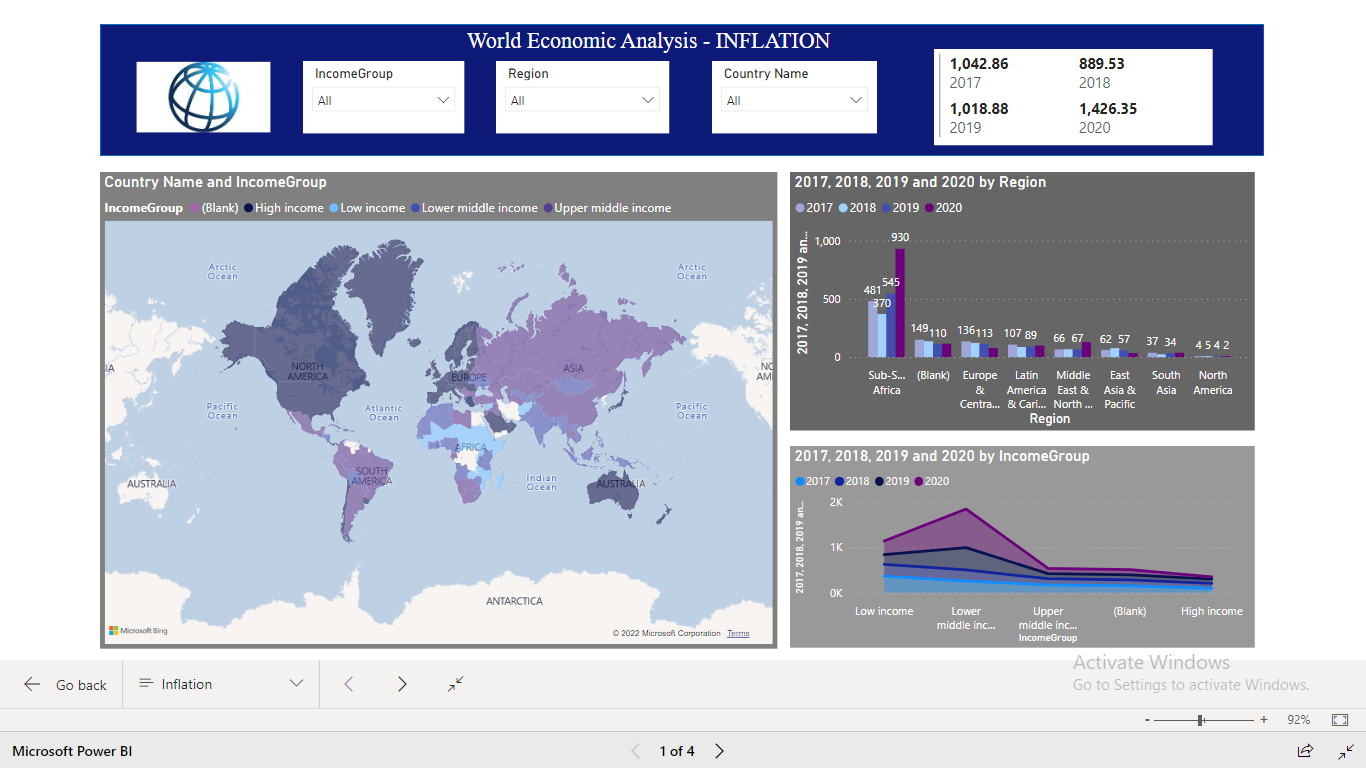 World Economic Analysis - INFLATION
IncomeGroup
All
Region
All
Country Name
All
1,042.86
2017
889.53
2018
1,018.88
2019
1,426.35
2020
Country Name and IncomeGroup
IncomeGroup (Blank) High income Low income Lower middle income Upper middle income
Arctic
Ocean
Arctic
Ocean
NORTH
AMERICA
EUROPE
ASIA
IA
NO
AM
Pacific
Ocean
Atlantic
Ocean
Pacific
Ocean
AFRICA
SOUTH
AMERICA
Indian
Ocean
AUSTRALIA
AUSTRALIA
ANTARCTICA
Microsoft Bing
© 2022 Microsoft Corporation Terms
2017, 2018, 2019 and 2020 by Region
2017 2018 2019 2020
2017, 2018, 2019 an...
1,000
500
0
481 370 545 930
149 110
136 113
107 89
66 67
62 57
37 34
4 5 4 2
Sub-S...
Africa
(Blank)
Europe
&
Centra...
Latin
America
& Cari...
Middle
East &
North ...
East
Asia &
Pacific
South
Asia
North
America
Region
2017, 2018, 2019 and 2020 by IncomeGroup
2017 2018 2019 2020
2017, 2018, 2019 an...
2K
1K
0K
Low income
Lower
middle inc...
Upper
middle inc...
(Blank)
High income
IncomeGroup
Activate Windows
Go to Settings to activate Windows.
Go back
Inflation
- + 92%
Microsoft Power BI
1 of 4